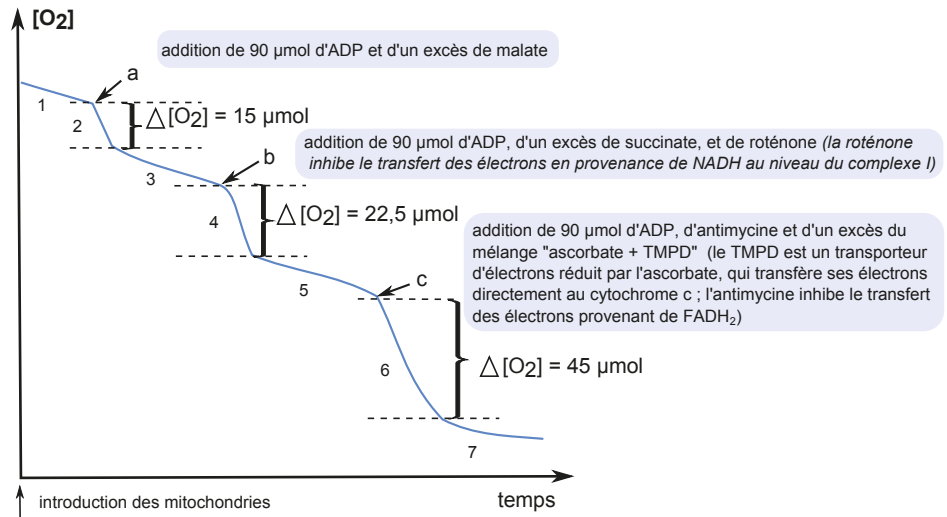 [O₂]
addition de 90 µmol d'ADP et d'un excès de malate
a
1
2
△[O₂] = 15 µmol
addition de 90 µmol d'ADP, d'un excès de succinate, et de roténone (la roténone
inhibe le transfert des électrons en provenance de NADH au niveau du complexe I)
b
3
4
△[O₂] = 22,5 µmol
addition de 90 µmol d'ADP, d'antimycine et d'un excès du
mélange "ascorbate + TMPD" (le TMPD est un transporteur
d'électrons réduit par l'ascorbate, qui transfère ses électrons
directement au cytochrome c ; l'antimycine inhibe le transfert
des électrons provenant de FADH₂)
c
5
6
△[O₂] = 45 µmol
7
introduction des mitochondries
temps